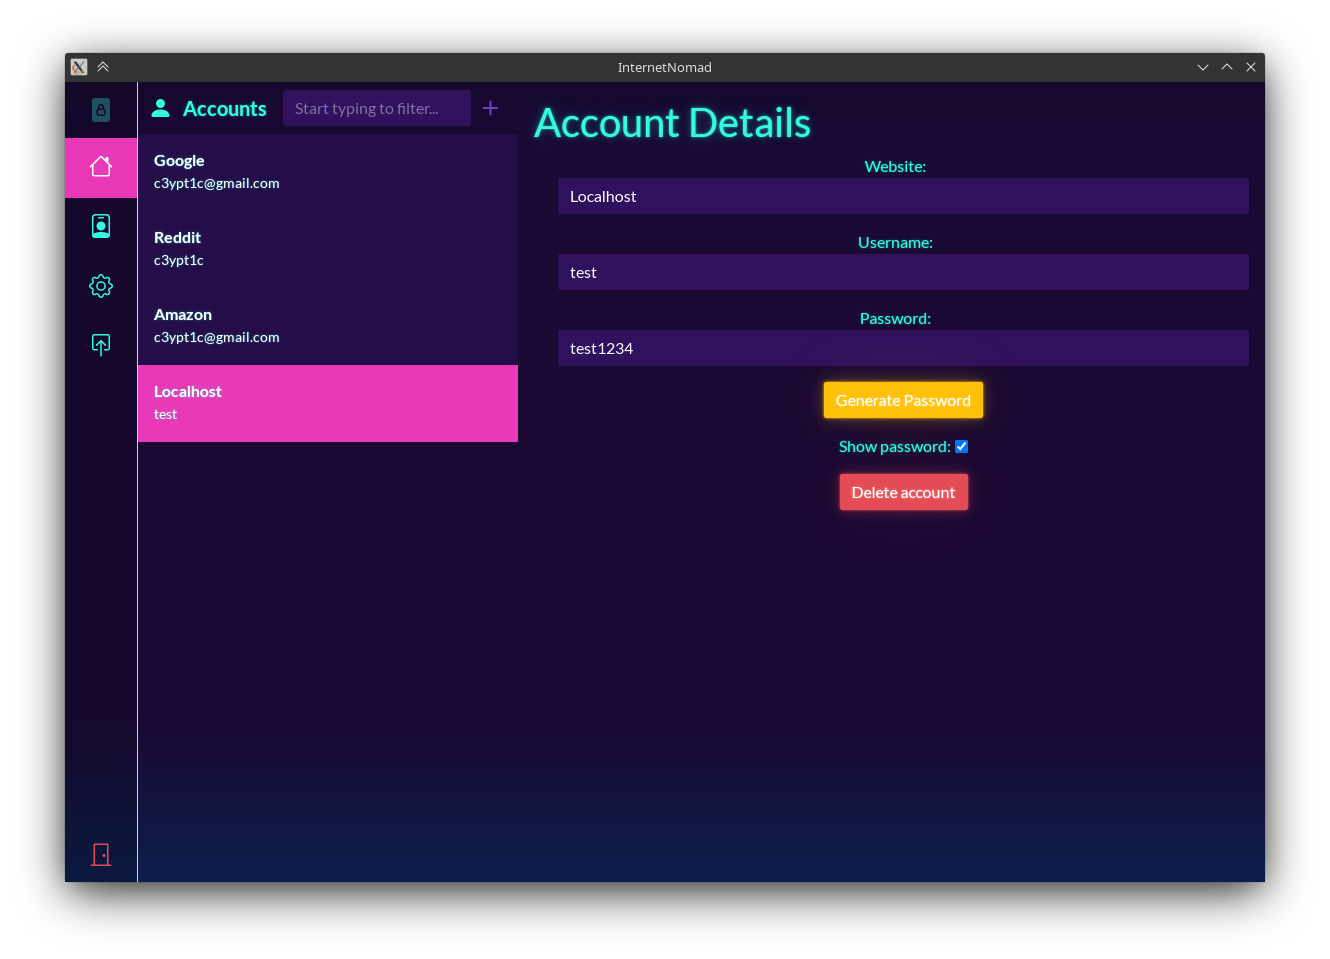 InternetNomad
Accounts
Start typing to filter...
Google
c3ypt1c@gmail.com
Reddit
c3ypt1c
Amazon
c3ypt1c@gmail.com
Localhost
test
Account Details
Website:
Localhost
Username:
test
Password:
test1234
Generate Password
Show password:
Delete account